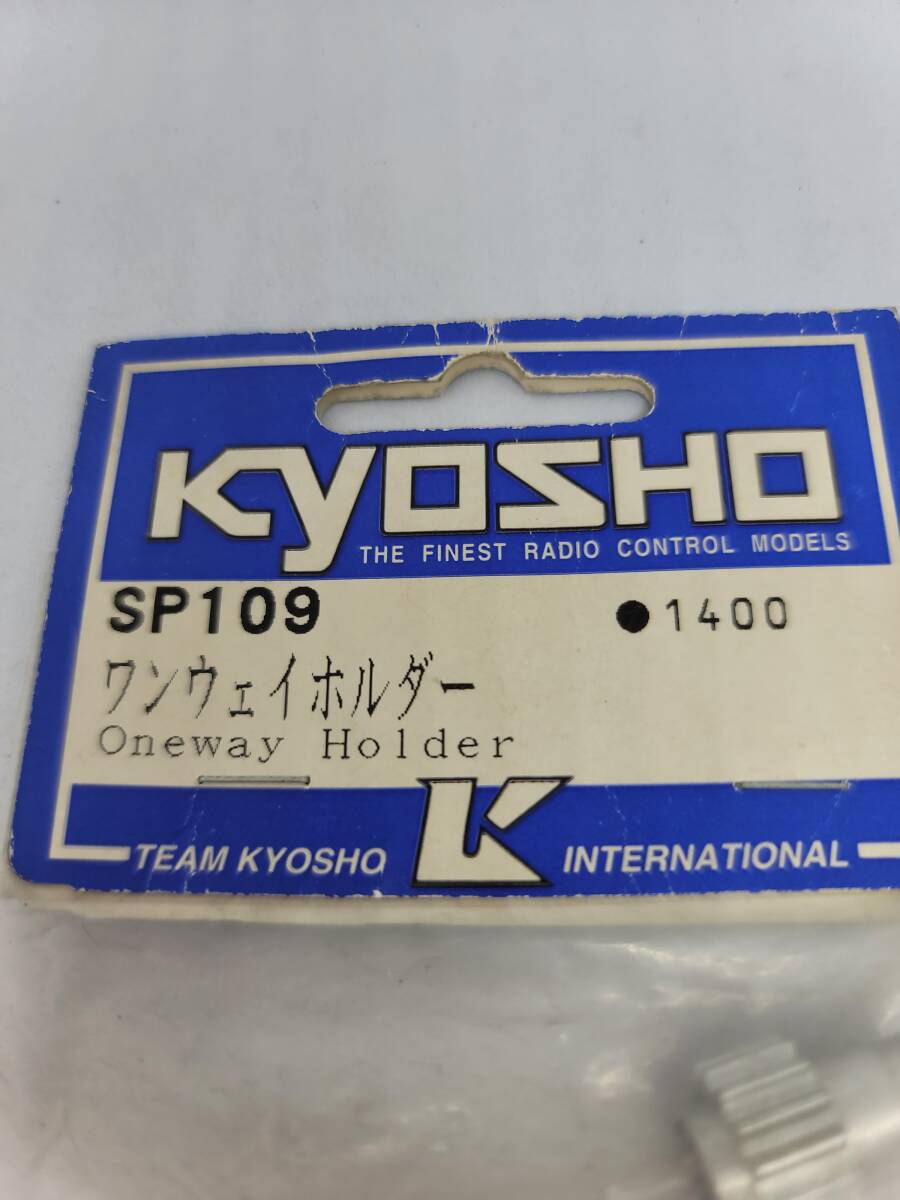 KYOSHO
THE FINEST RADIO CONTROL MODELS
SP109 ●1400
ワンウェイホルダー
Oneway Holder
TEAM KYOSHO K INTERNATIONAL